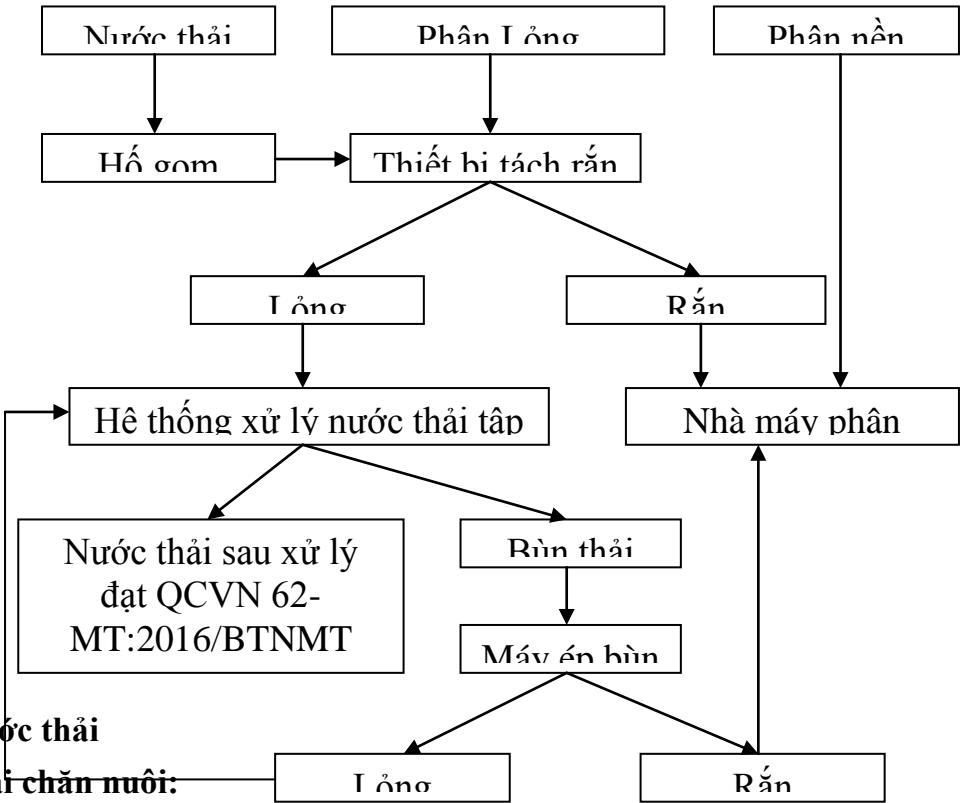 Nước thải
Phân Lỏng
Phân nền
Hố gom
Thiết bị tách rắn
Lỏng
Rắn
Hệ thống xử lý nước thải tập
Nhà máy phân
Nước thải sau xử lý
đạt QCVN 62-
MT:2016/BTNMT
Bùn thải
Máy ép bùn
thải
chăn nuôi:
Lỏng
Rắn